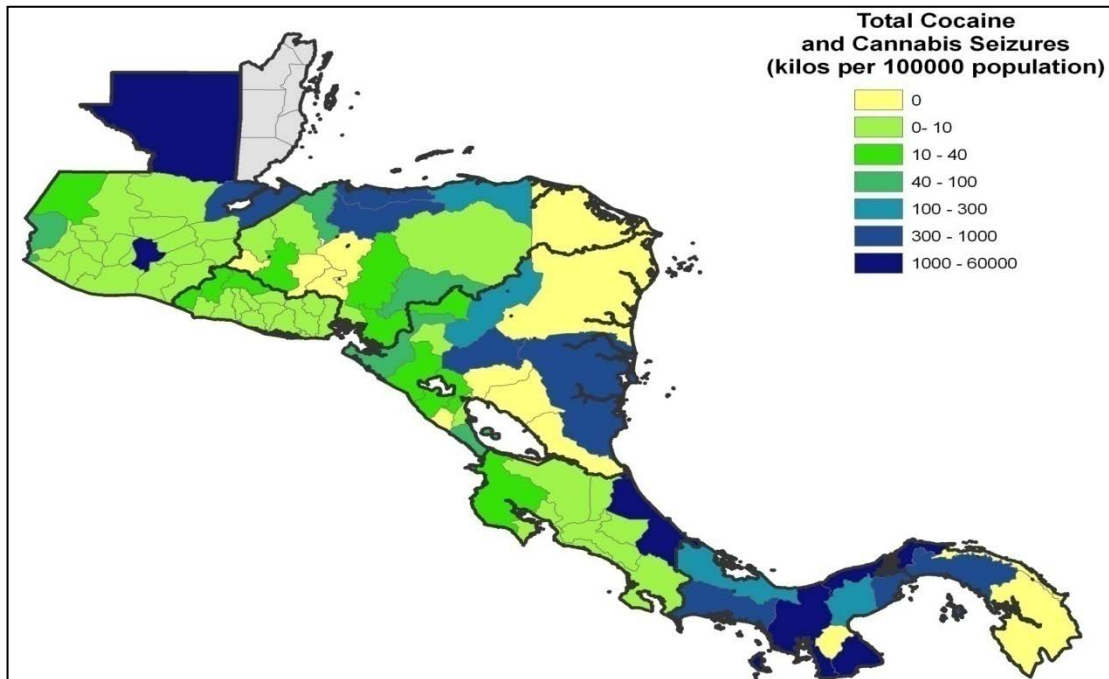 Total Cocaine
and Cannabis Seizures
(kilos per 100000 population)
0
0- 10
10 - 40
40 - 100
100 - 300
300 - 1000
1000 - 60000